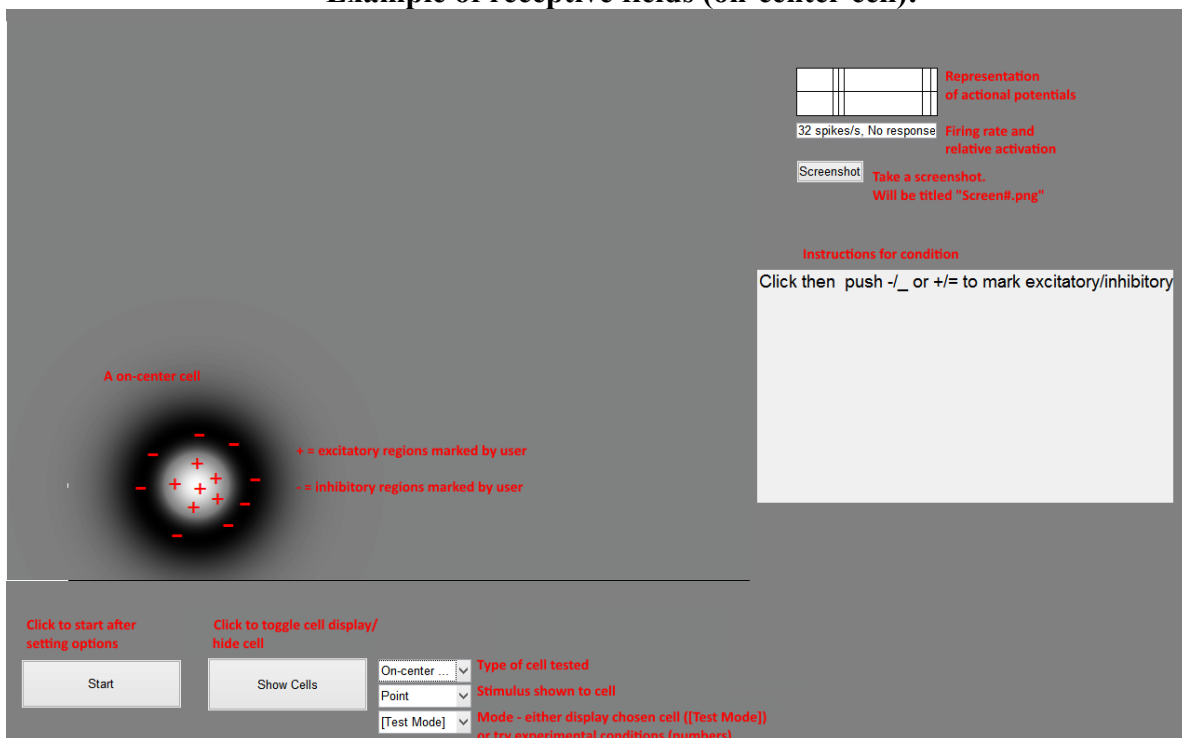 Example of receptive fields (on-center cell):
Representation
of actional potentials
32 spikes/s, No response
Firing rate and
relative activation
Screenshot
Take a screenshot.
Will be titled "Screen#.png"
Instructions for condition
Click then push -/_ or +/= to mark excitatory/inhibitory
A on-center cell
+ = excitatory regions marked by user
- = inhibitory regions marked by user
Click to start after
setting options
Click to toggle cell display/
hide cell
Start
Show Cells
On-center ...
Type of cell tested
Point
Stimulus shown to cell
[Test Mode]
Mode - either display chosen cell ([Test Mode])
or try experimental conditions (numbers)